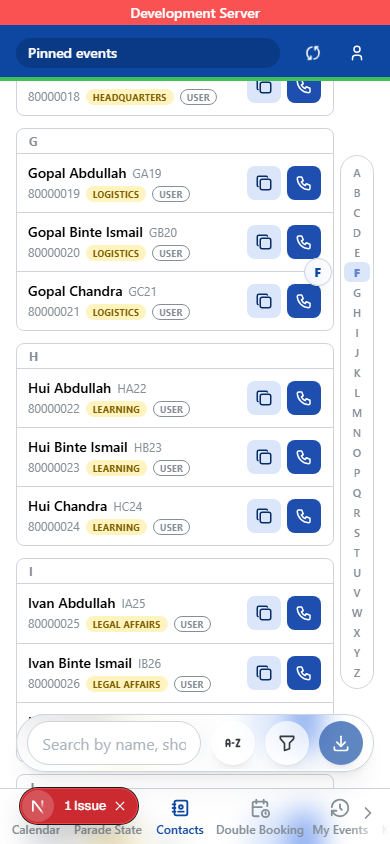 Development Server
Pinned events
80000018 HEADQUARTERS USER
G
Gopal Abdullah GA19
80000019 LOGISTICS USER
Gopal Binte Ismail GB20
80000020 LOGISTICS USER
Gopal Chandra GC21
80000021 LOGISTICS USER
H
Hui Abdullah HA22
80000022 LEARNING USER
Hui Binte Ismail HB23
80000023 LEARNING USER
Hui Chandra HC24
80000024 LEARNING USER
I
Ivan Abdullah IA25
80000025 LEGAL AFFAIRS USER
Ivan Binte Ismail IB26
80000026 LEGAL AFFAIRS USER
F
A
B
C
D
E
F
G
H
I
J
K
L
M
N
O
P
Q
R
S
T
U
V
W
X
Y
Z
Search by name, sho
A-Z
N 1 Issue
Calendar Parade State Contacts Double Booking My Events